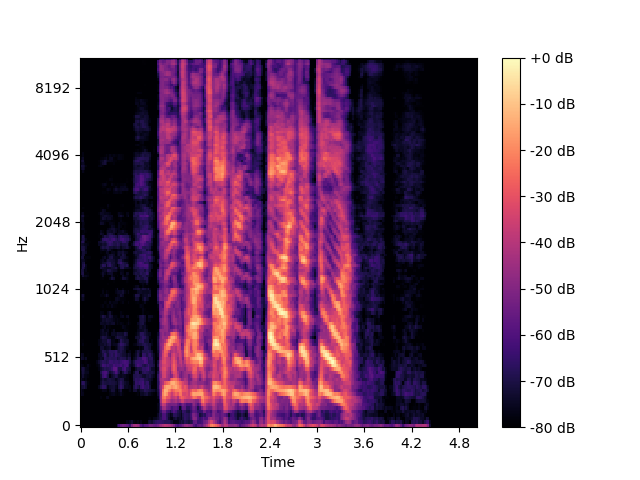 +0 dB
8192
-10 dB
4096
-20 dB
-30 dB
2048
-40 dB
Hz
1024
-50 dB
-60 dB
512
-70 dB
0
-80 dB
0 0.6 1.2 1.8 2.4 3 3.6 4.2 4.8
Time